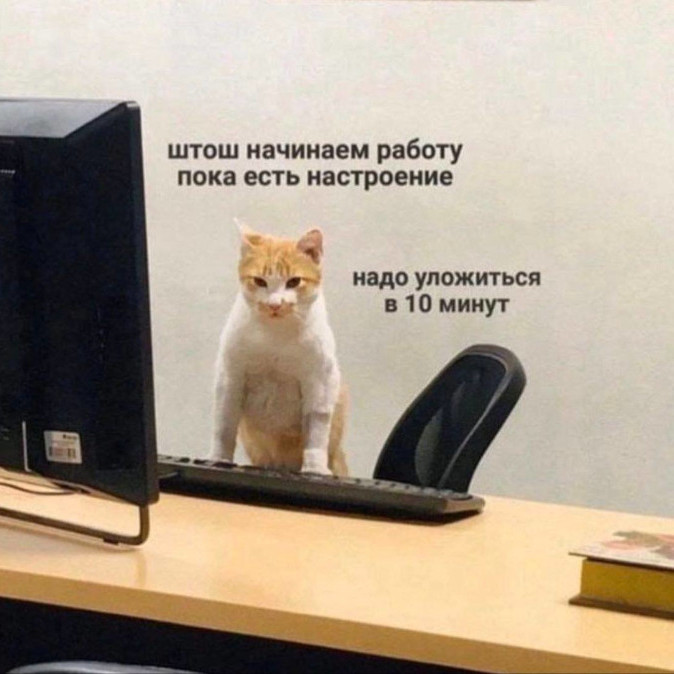 штош начинаем работу
пока есть настроение
надо уложиться
в 10 минут